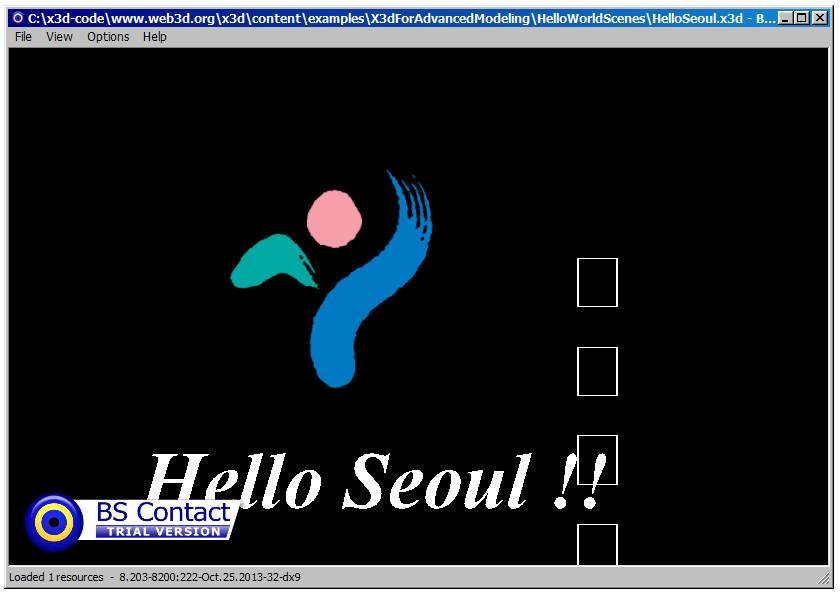 C:\x3d-code\www.web3d.org\x3d\content\examples\X3dForAdvancedModeling\HelloWorldScenes\HelloSeoul.x3d - B...
File View Options Help
Hello Seoul !!
BS Contact
TRIAL VERSION
Loaded 1 resources - 8.203-8200:222-Oct.25.2013-32-dx9